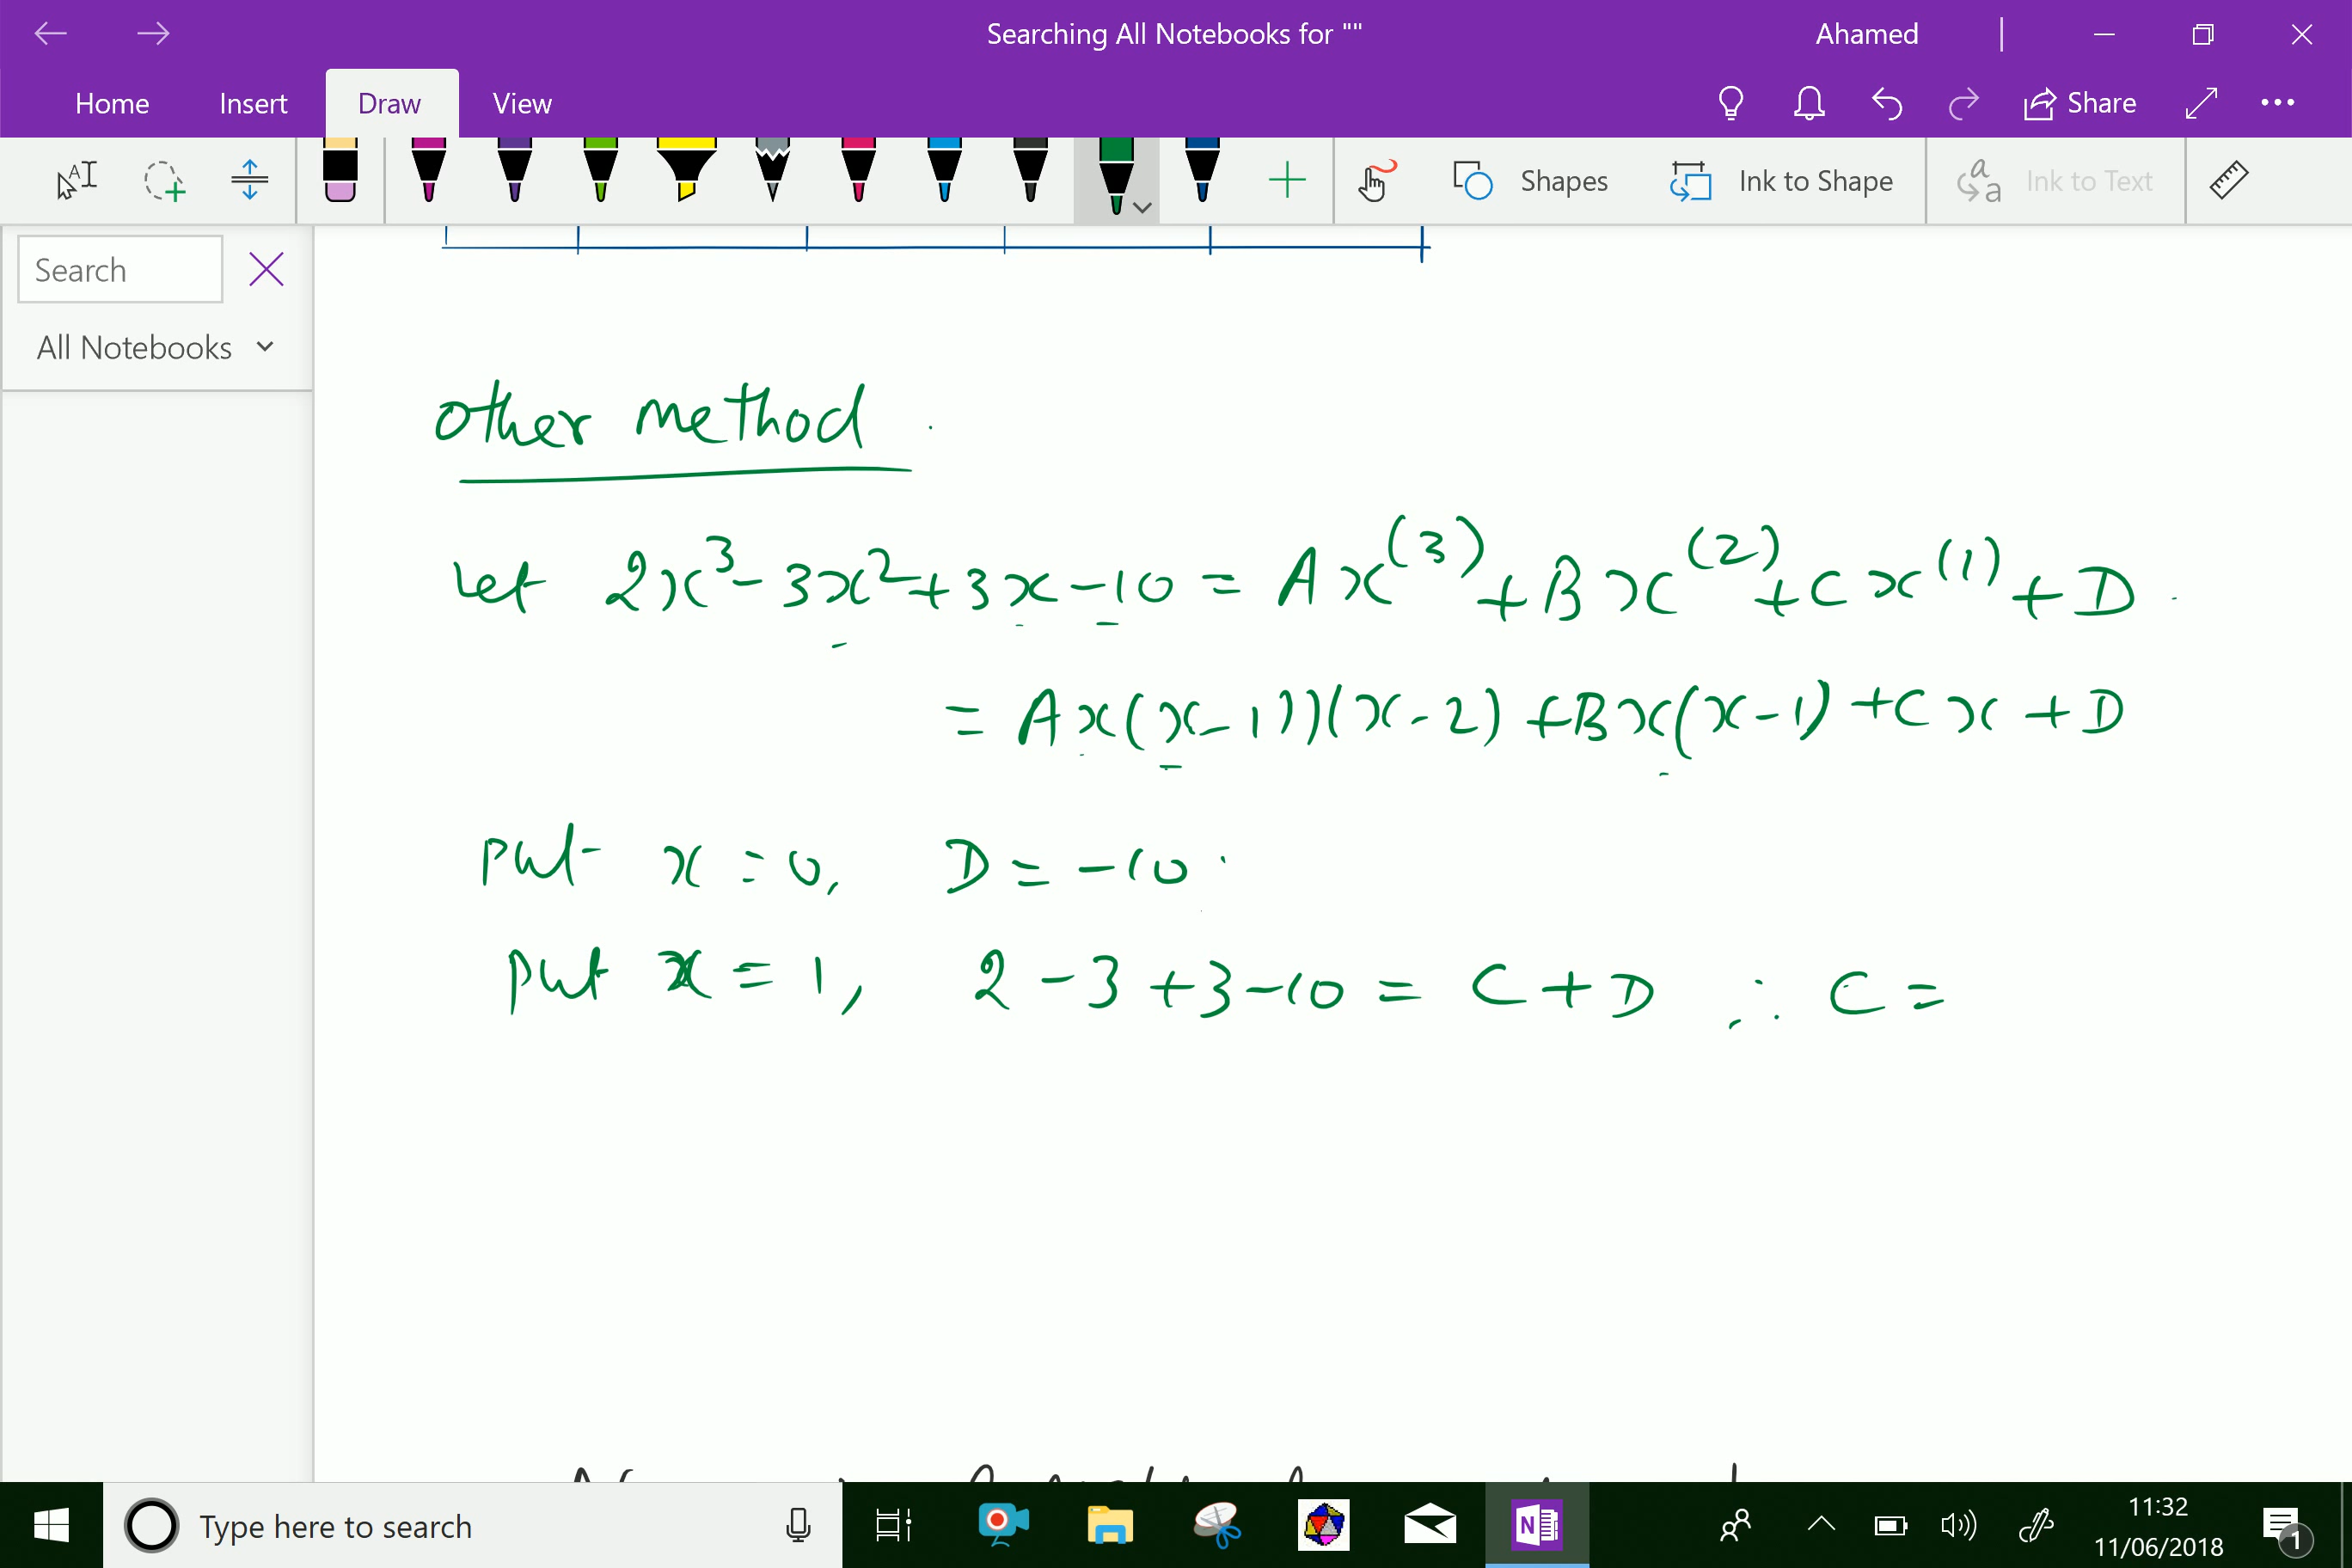 Searching All Notebooks for ""
Ahamed
Home Insert Draw View
Share
Shapes Ink to Shape Ink to Text
Search
All Notebooks
other method .
Let 2x³ - 3x² + 3x - 10 = Ax⁽³⁾ + Bx⁽²⁾ + Cx⁽¹⁾ + D .
= Ax(x-1))(x-2) + Bx(x-1) + Cx + D
Put x = 0, D = -10 .
Put x = 1, 2 - 3 + 3 - 10 = C + D ∴ C =
Type here to search
11:32
11/06/2018
1